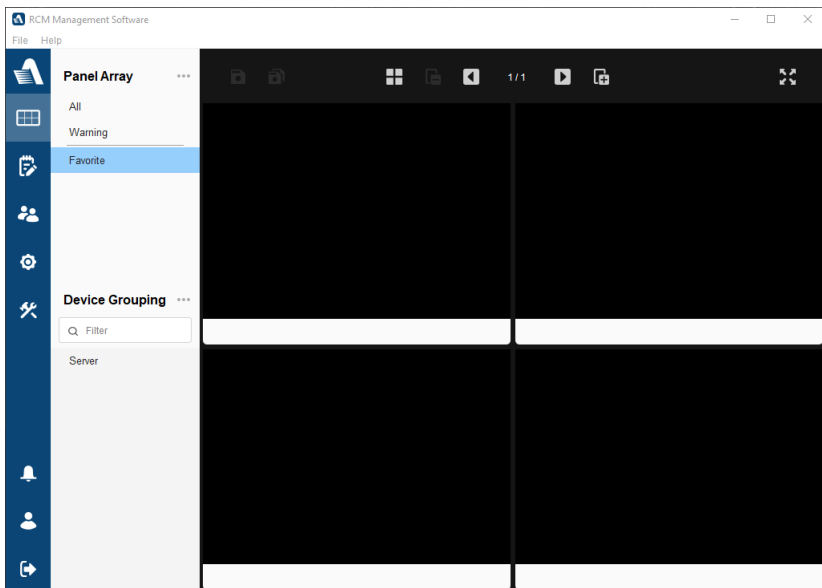 RCM Management Software
File Help
Panel Array
All
Warning
Favorite
1/1
Device Grouping
Filter
Server